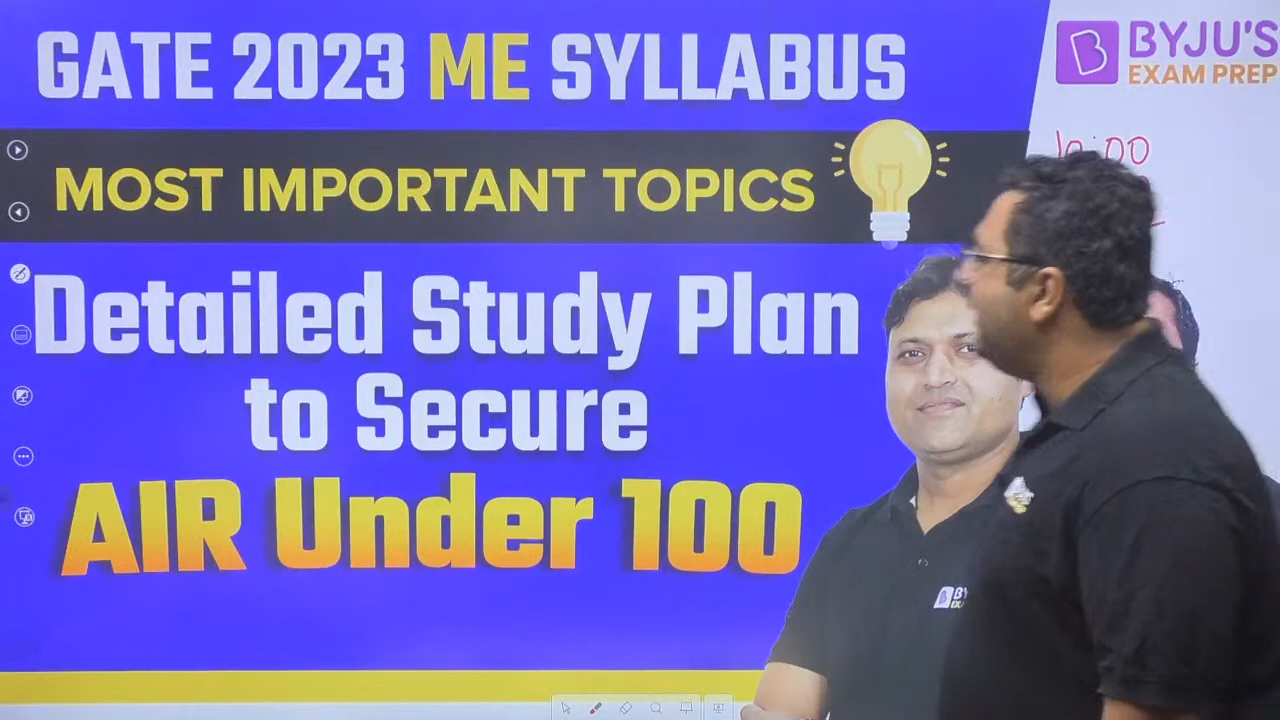 GATE 2023 ME SYLLABUS
BYJU'S
EXAM PREP
MOST IMPORTANT TOPICS
Detailed Study Plan
to Secure
AIR Under 100